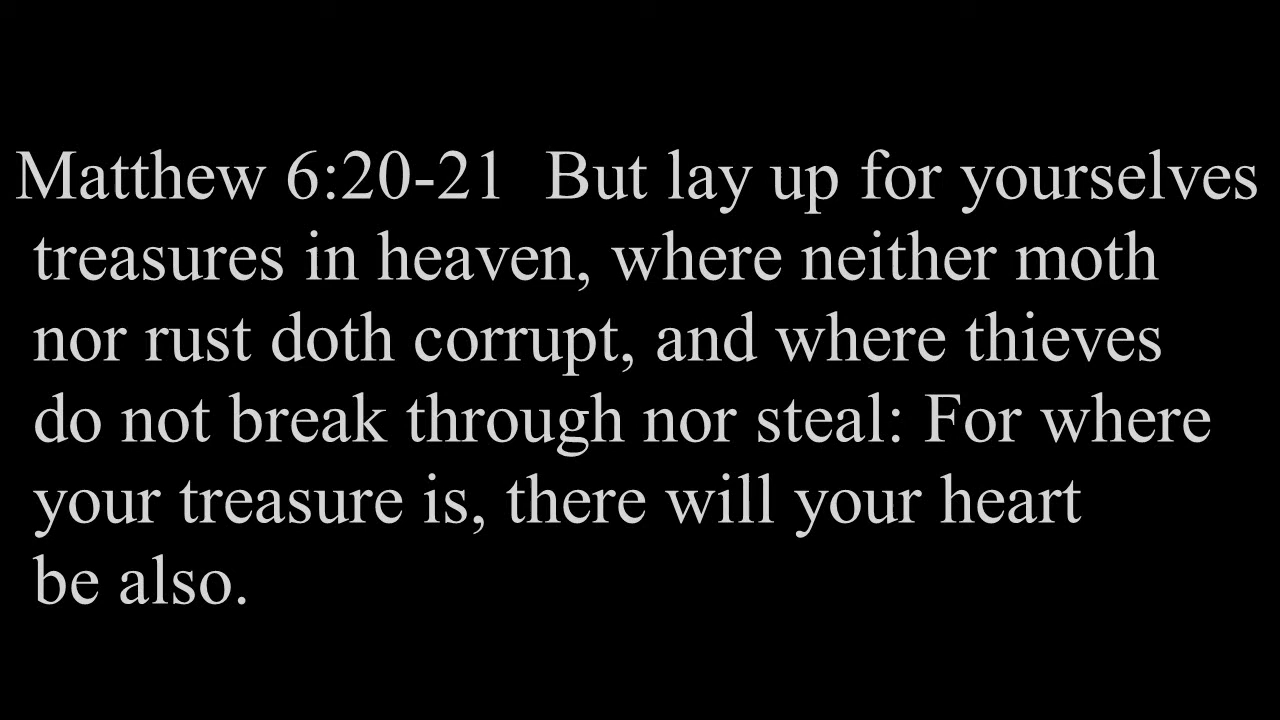 Matthew 6:20-21  But lay up for yourselves
treasures in heaven, where neither moth
nor rust doth corrupt, and where thieves
do not break through nor steal: For where
your treasure is, there will your heart
be also.